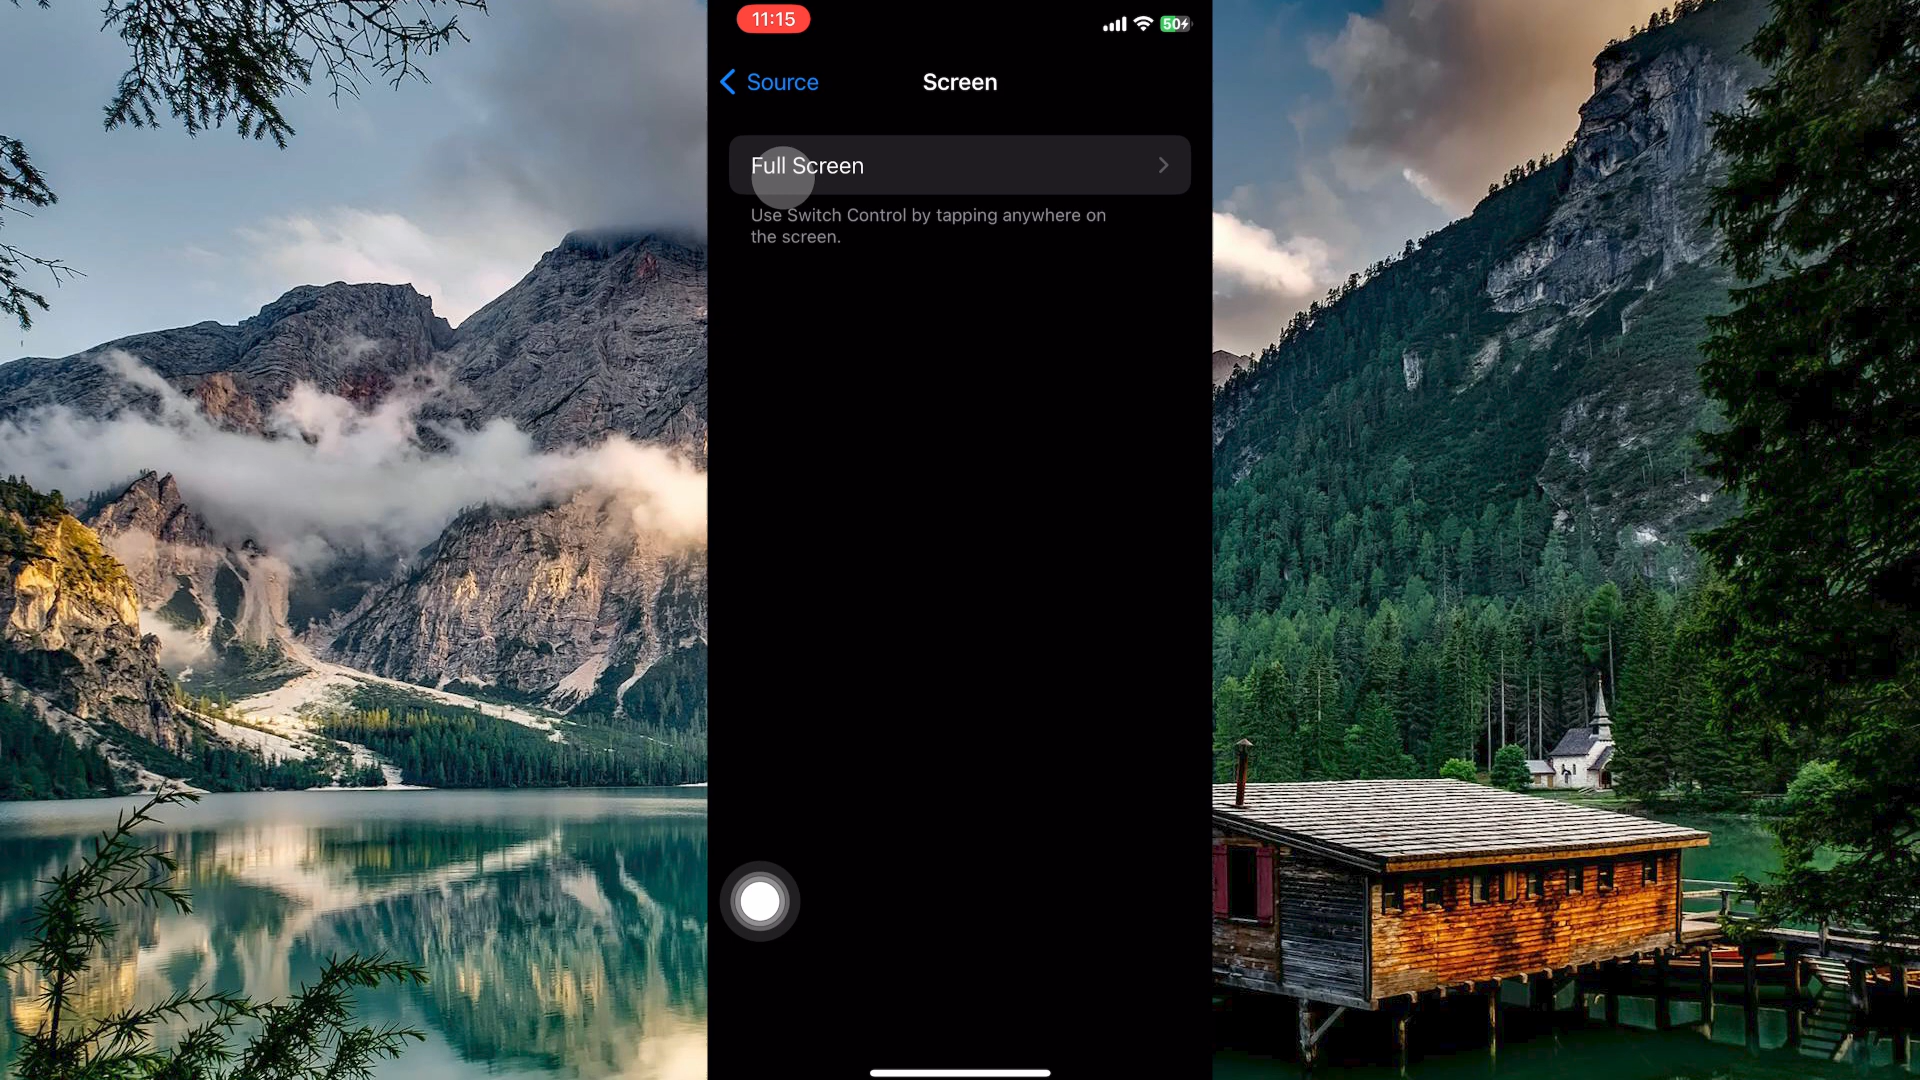 11:15
50
Source
Screen
Full Screen
Use Switch Control by tapping anywhere on
the screen.